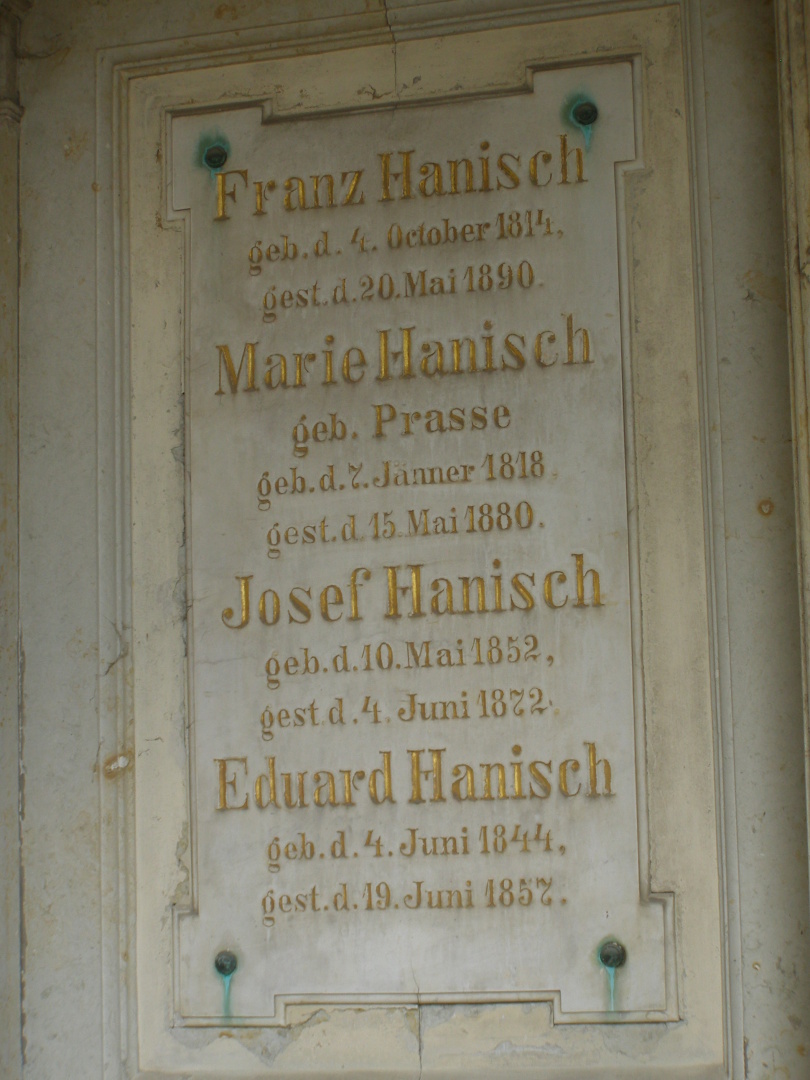 Franz Hanisch
geb. d. 4. October 1814,
gest. d. 20. Mai 1890.
Marie Hanisch
geb. Prasse
geb. d. 7. Jänner 1818.
gest. d. 15. Mai 1880.
Josef Hanisch
geb. d. 10. Mai 1852,
gest. d. 4. Juni 1872.
Eduard Hanisch
geb. d. 4. Juni 1844,
gest. d. 19. Juni 1857.